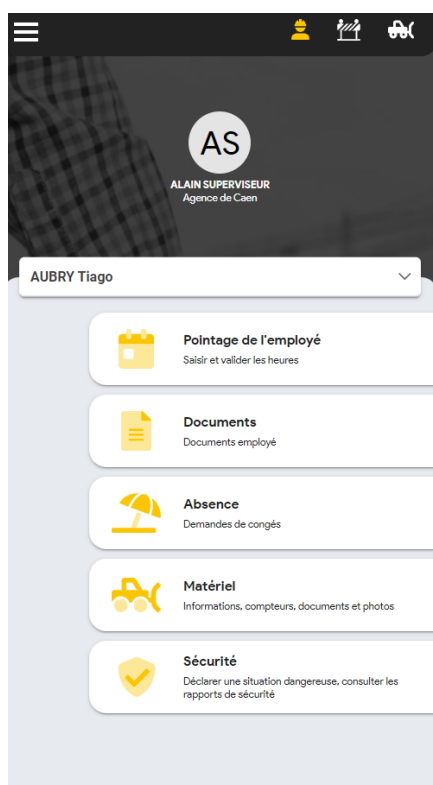 AS
ALAIN SUPERVISEUR
Agence de Caen
AUBRY Tiago
Pointage de l'employé
Saisir et valider les heures
Documents
Documents employé
Absence
Demandes de congés
Matériel
Informations, compteurs, documents et photos
Sécurité
Déclarer une situation dangereuse, consulter les
rapports de sécurité